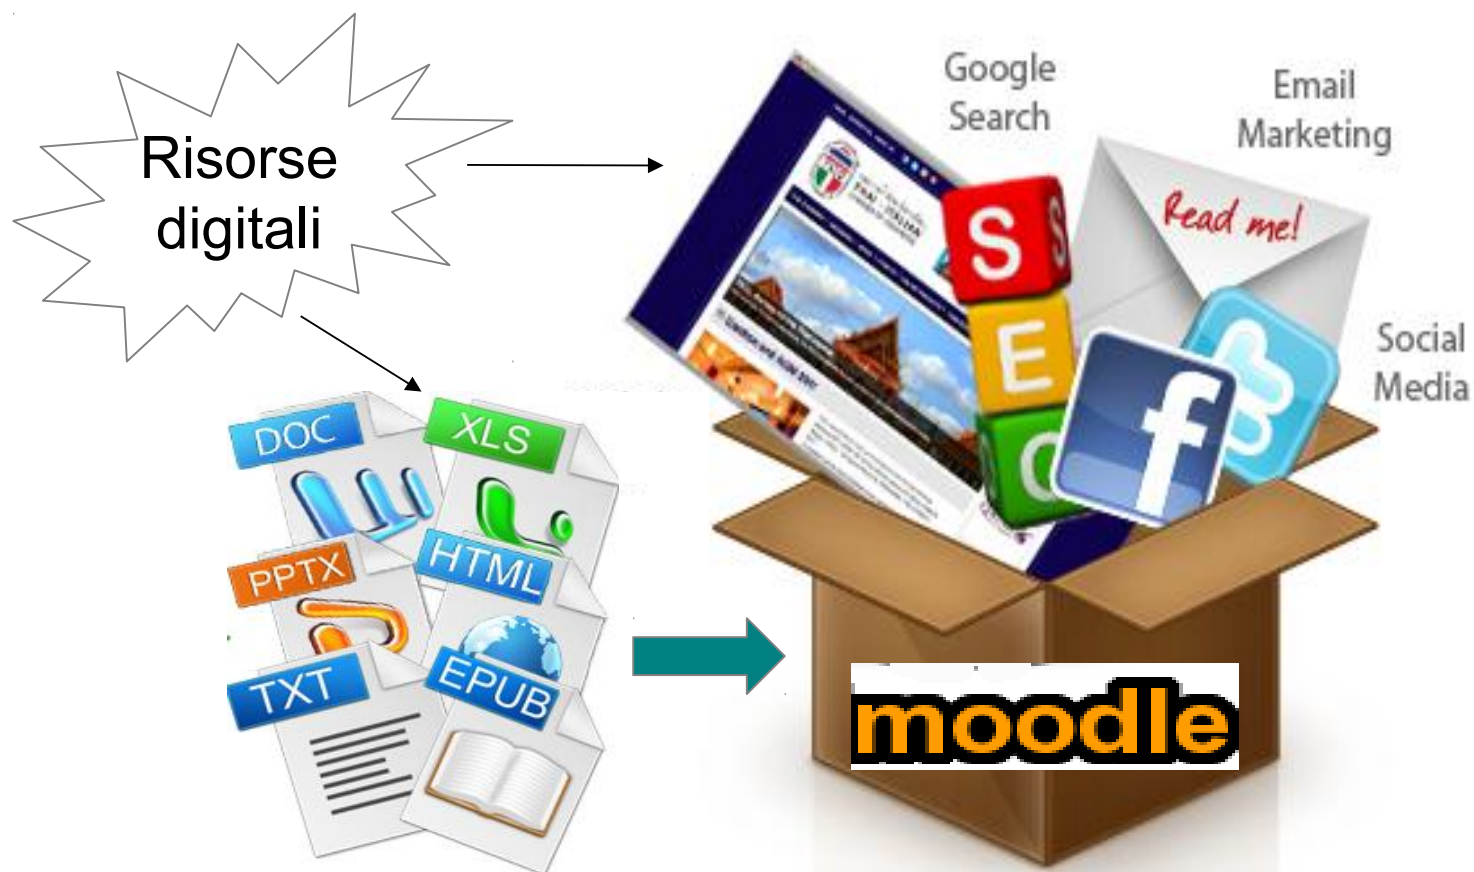 Risorse
digitali
Google
Search
Email
Marketing
Read me!
S
S
E
Social
Media
f
DOC
XLS
PPTX
HTML
TXT
EPUB
moodle